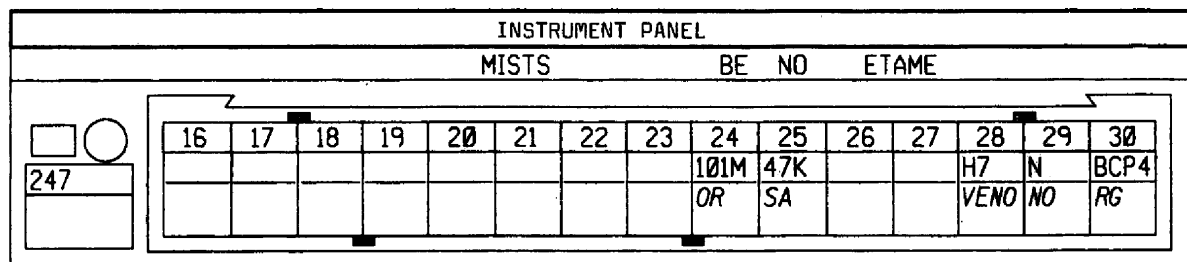 INSTRUMENT PANEL
MISTS BE NO ETAME
16 17 18 19 20 21 22 23 24 25 26 27 28 29 30
247 101M 47K H7 N BCP4
OR SA VENO NO RG